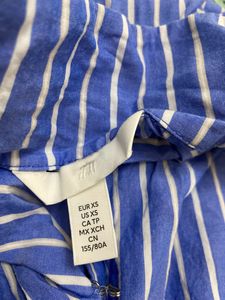 H&M
EUR XS
US XS
CA TP
MX XCH
CN
155/80A